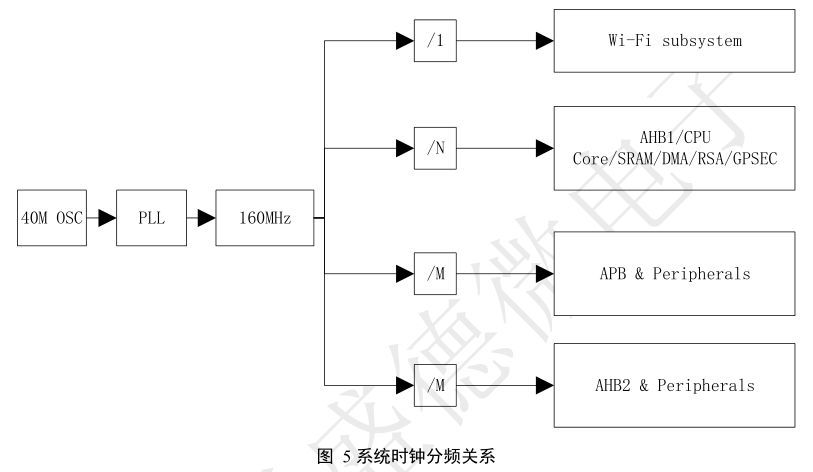 /1
Wi-Fi subsystem
/N
AHB1/CPU
Core/SRAM/DMA/RSA/GPSEC
40M OSC
PLL
160MHz
/M
APB & Peripherals
/M
AHB2 & Peripherals
图 5 系统时钟分频关系
盛德微电子